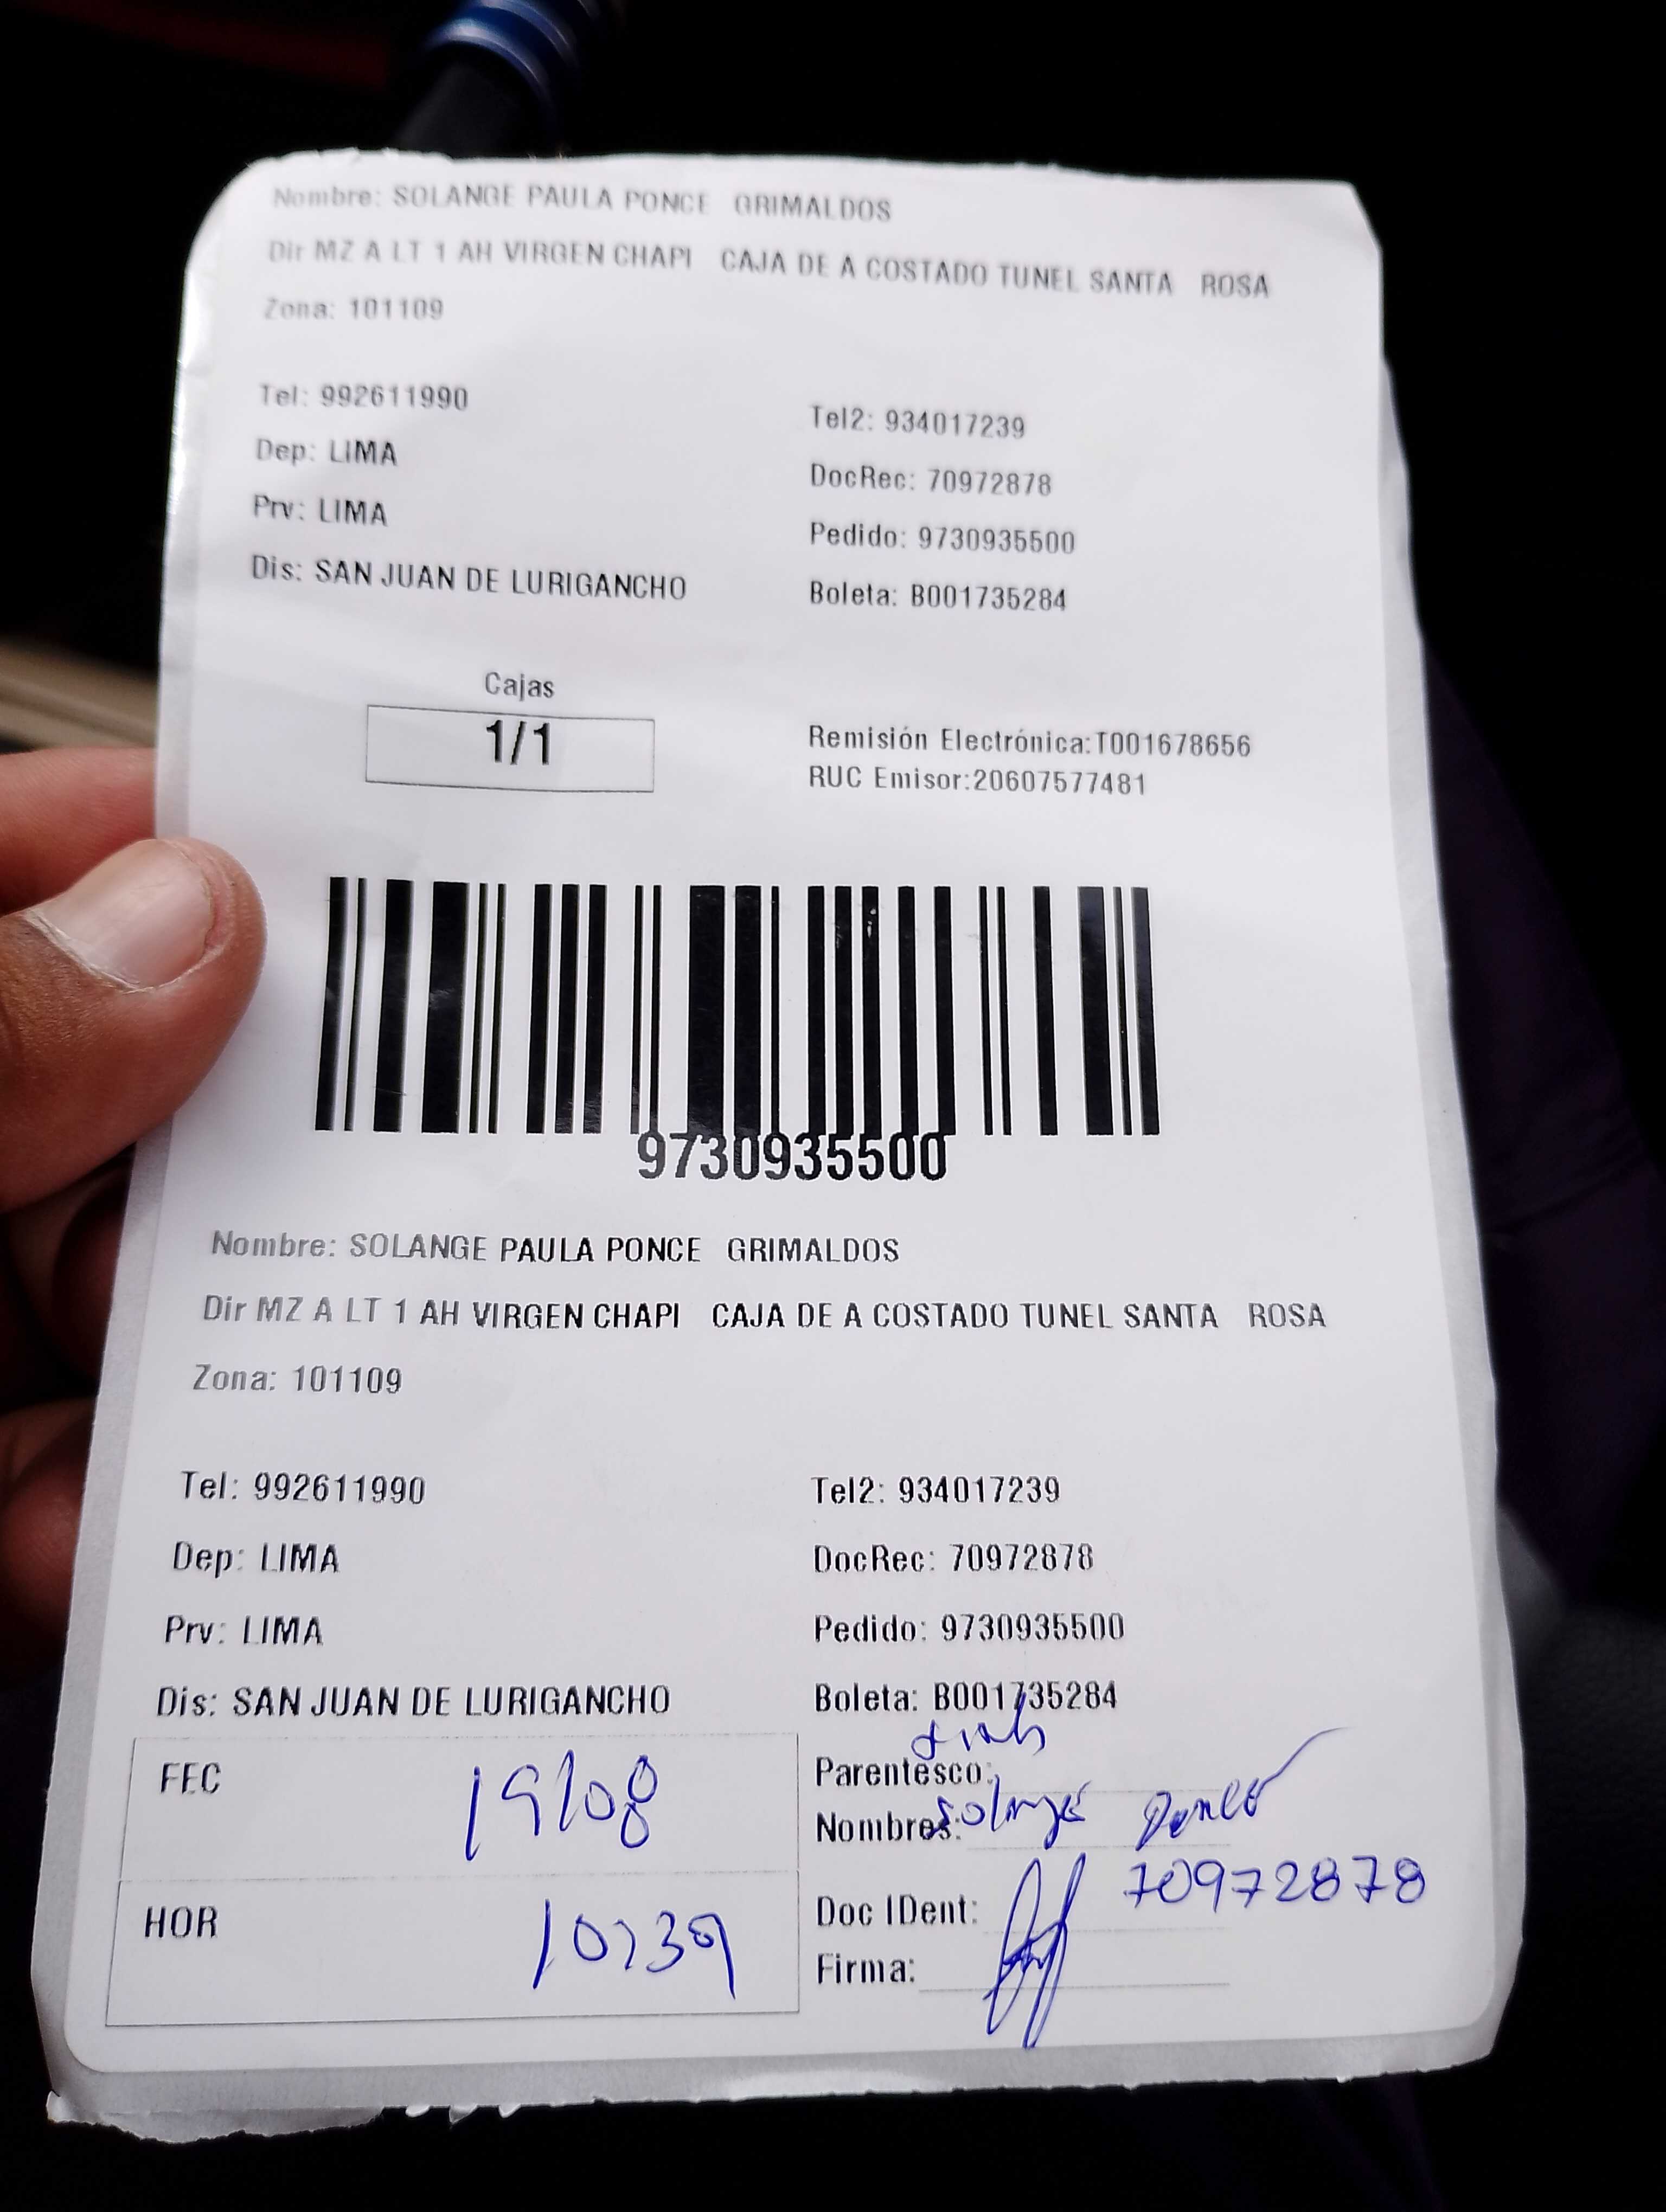 Nombre: SOLANGE PAULA PONCE GRIMALDOS
Dir MZ A LT 1 AH VIRGEN CHAPI CAJA DE A COSTADO TUNEL SANTA ROSA
Zona: 101109
Tel: 992611990
Tel2: 934017239
Dep: LIMA
DocRec: 70972878
Prv: LIMA
Pedido: 9730935500
Dis: SAN JUAN DE LURIGANCHO
Boleta: B001735284
Cajas
1/1
Remisión Electrónica:T001678656
RUC Emisor:20607577481
9730935500
Nombre: SOLANGE PAULA PONCE GRIMALDOS
Dir MZ A LT 1 AH VIRGEN CHAPI CAJA DE A COSTADO TUNEL SANTA ROSA
Zona: 101109
Tel: 992611990
Tel2: 934017239
Dep: LIMA
DocRec: 70972878
Prv: LIMA
Pedido: 9730935500
Dis: SAN JUAN DE LURIGANCHO
Boleta: B001735284
FEC 19/08
Parentesco:
Nombres: Solange Ponce
HOR 10:39
Doc IDent: 70972878
Firma: